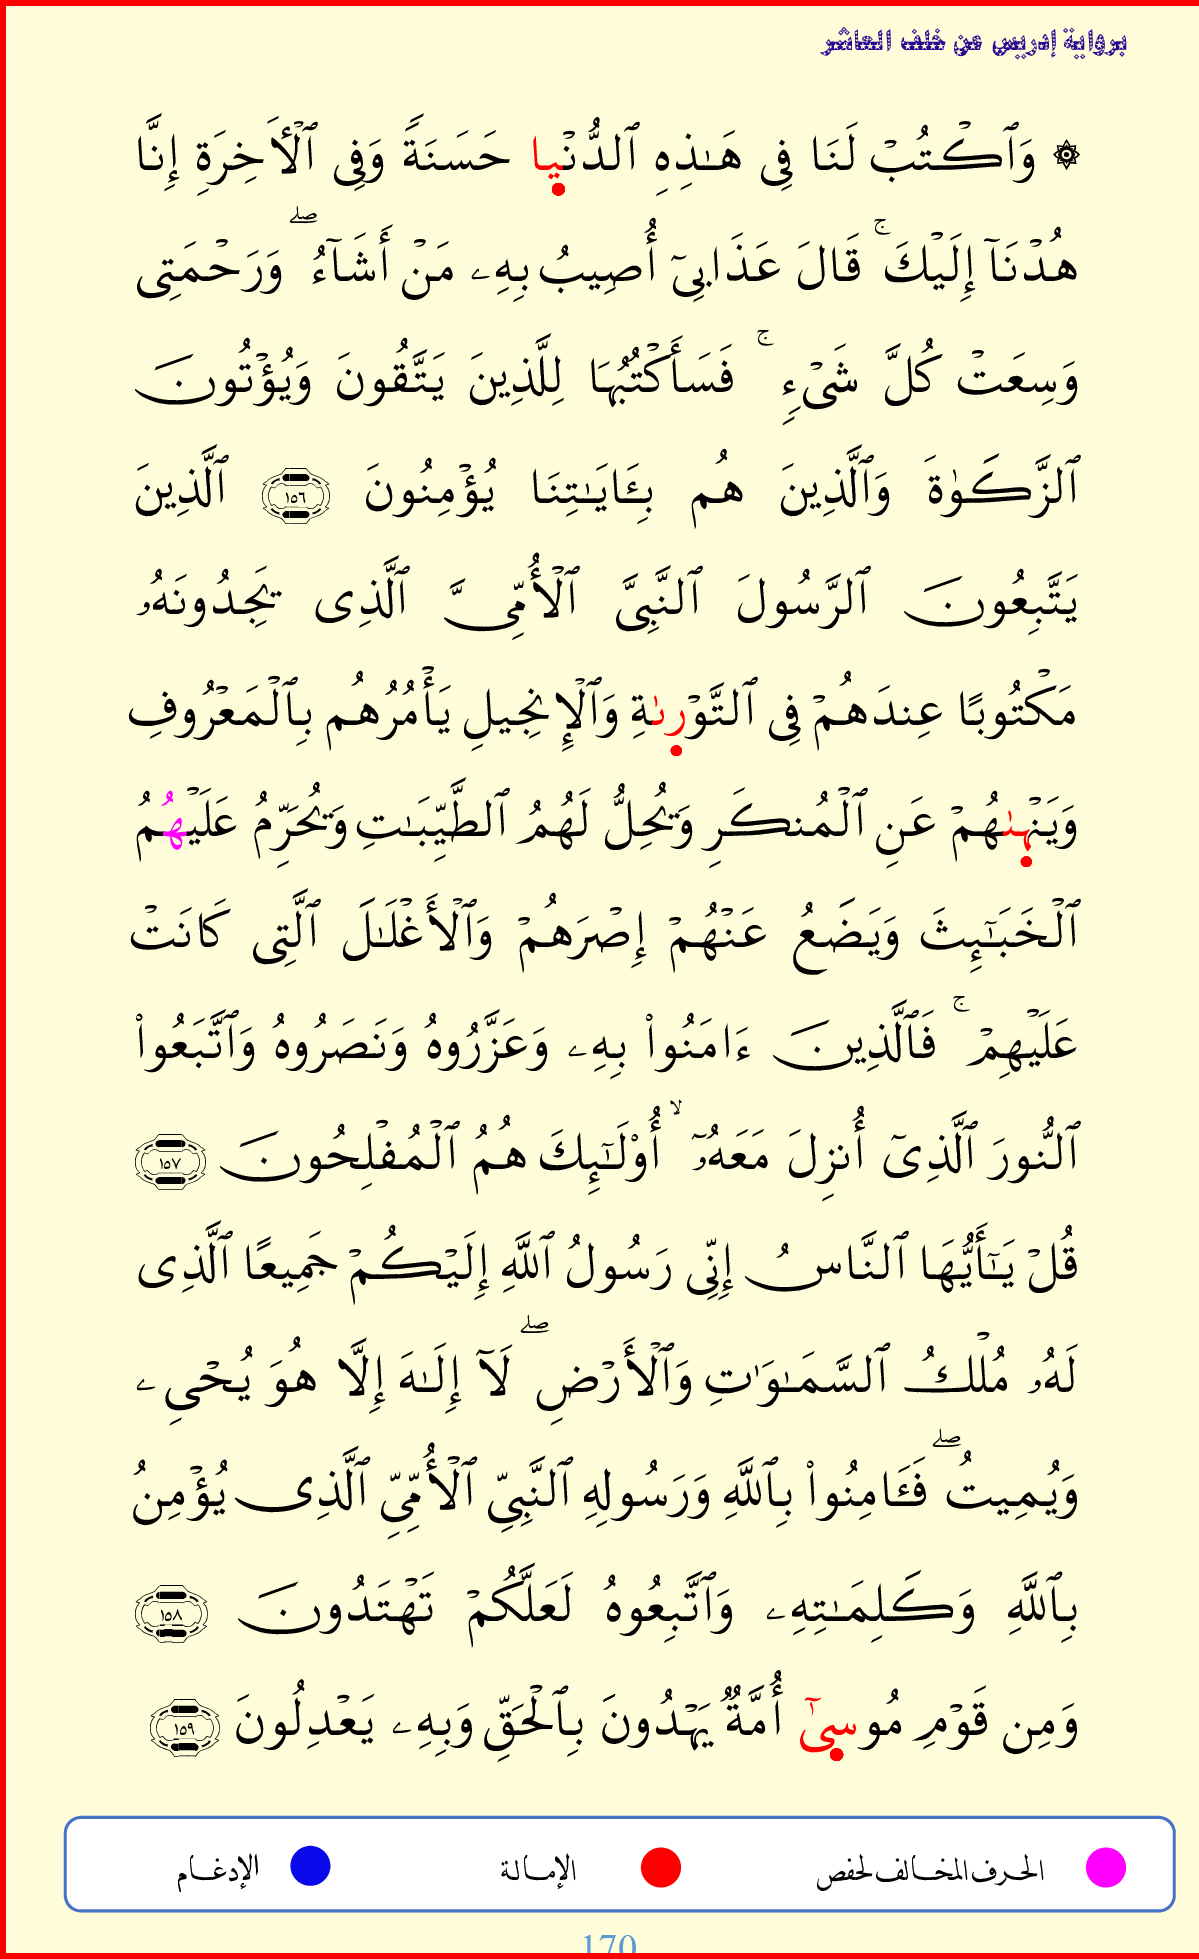 برواية إدريس عن خلف العاشر
۞ وَٱكۡتُبۡ لَنَا فِى هَـٰذِهِ ٱلدُّنۡيا حَسَنَةً وَفِى ٱلۡأَخِرَةِ إِنَّا
هُدۡنَآ إِلَيۡكَ ۚ قَالَ عَذَابِىٓ أُصِيبُ بِهِۦ مَنۡ أَشَآءُ ۖ وَرَحۡمَتِى
وَسِعَتۡ كُلَّ شَىۡءٍ ۚ فَسَأَكۡتُبُهَا لِلَّذِينَ يَتَّقُونَ وَيُؤۡتُونَ
ٱلزَّكَوٰةَ وَٱلَّذِينَ هُم بِـَٔايَـٰتِنَا يُؤۡمِنُونَ ١٥٦ ٱلَّذِينَ
يَتَّبِعُونَ ٱلرَّسُولَ ٱلنَّبِىَّ ٱلۡأُمِّىَّ ٱلَّذِى يَجِدُونَهُۥ
مَكۡتُوبًا عِندَهُمۡ فِى ٱلتَّوۡرىٰةِ وَٱلۡإِنجِيلِ يَأۡمُرُهُم بِٱلۡمَعۡرُوفِ
وَيَنۡهىٰهُمۡ عَنِ ٱلۡمُنكَرِ وَيُحِلُّ لَهُمُ ٱلطَّيِّبَـٰتِ وَيُحَرِّمُ عَلَيۡهُمُ
ٱلۡخَبَـٰٓئِثَ وَيَضَعُ عَنۡهُمۡ إِصۡرَهُمۡ وَٱلۡأَغۡلَـٰلَ ٱلَّتِى كَانَتۡ
عَلَيۡهِمۡ ۚ فَٱلَّذِينَ ءَامَنُوا۟ بِهِۦ وَعَزَّرُوهُ وَنَصَرُوهُ وَٱتَّبَعُوا۟
ٱلنُّورَ ٱلَّذِىٓ أُنزِلَ مَعَهُۥٓ ۙ أُو۟لَـٰٓئِكَ هُمُ ٱلۡمُفۡلِحُونَ ١٥٧
قُلۡ يَـٰٓأَيُّهَا ٱلنَّاسُ إِنِّى رَسُولُ ٱللَّهِ إِلَيۡكُمۡ جَمِيعًا ٱلَّذِى
لَهُۥ مُلۡكُ ٱلسَّمَـٰوَٰتِ وَٱلۡأَرۡضِ ۖ لَآ إِلَـٰهَ إِلَّا هُوَ يُحۡىِۦ
وَيُمِيتُ ۖ فَـَٔامِنُوا۟ بِٱللَّهِ وَرَسُولِهِ ٱلنَّبِىِّ ٱلۡأُمِّىِّ ٱلَّذِى يُؤۡمِنُ
بِٱللَّهِ وَكَلِمَـٰتِهِۦ وَٱتَّبِعُوهُ لَعَلَّكُمۡ تَهۡتَدُونَ ١٥٨
وَمِن قَوۡمِ مُوسىٰٓ أُمَّةٌ يَهۡدُونَ بِٱلۡحَقِّ وَبِهِۦ يَعۡدِلُونَ ١٥٩
الحرف المخالف لحفص الإمالة الإدغام
170